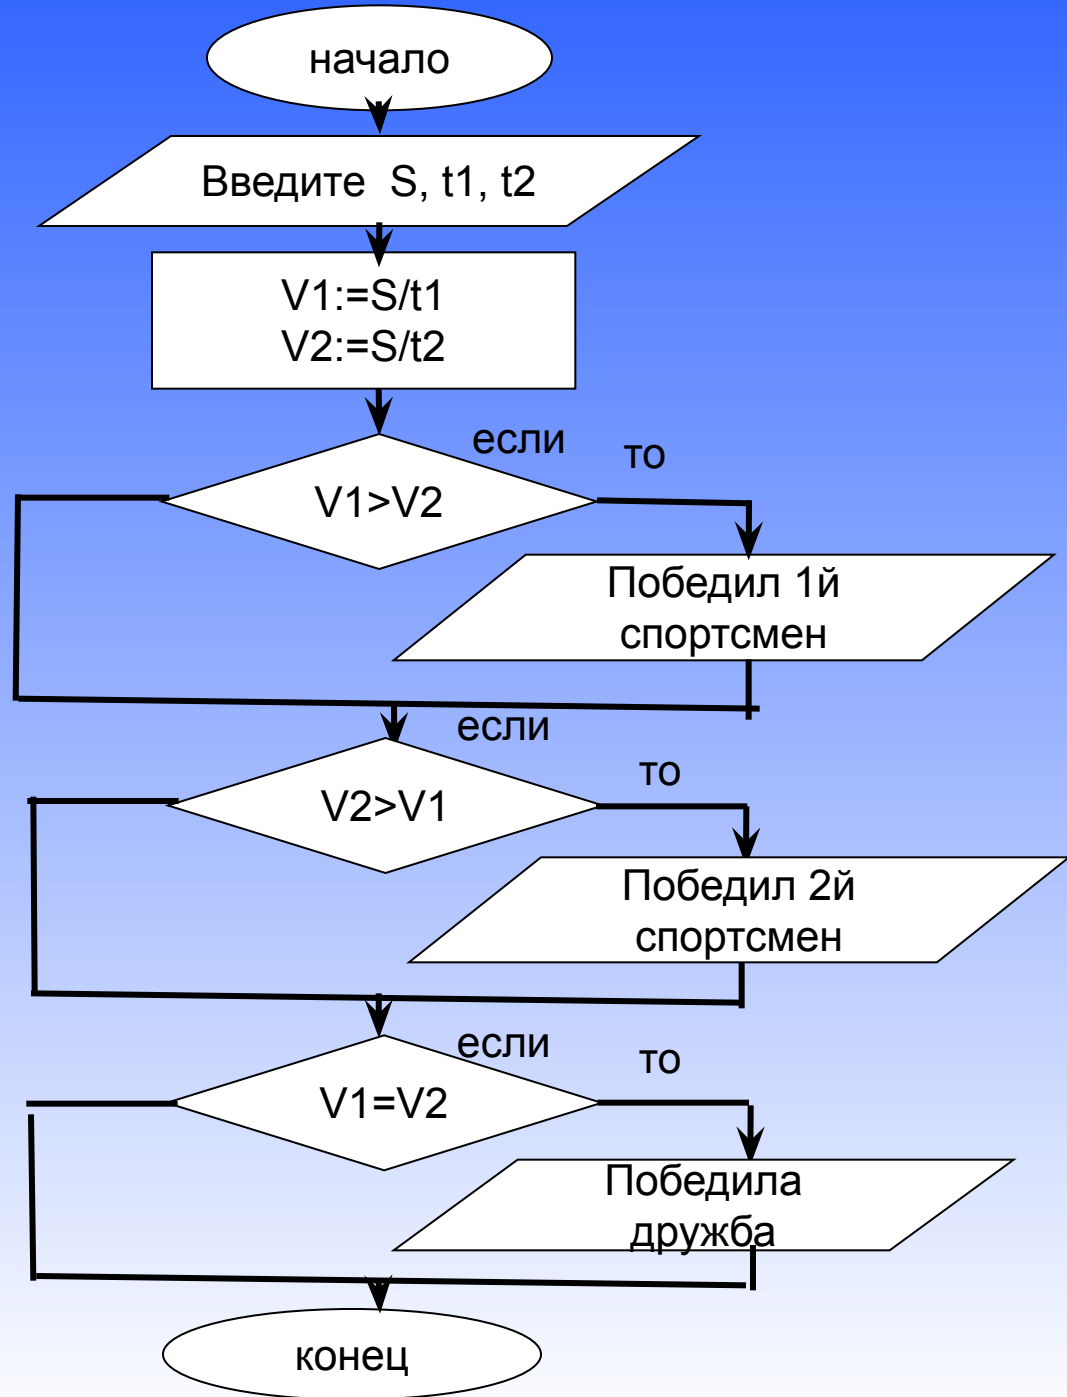 начало
Введите S, t1, t2
V1:=S/t1
V2:=S/t2
если
то
V1>V2
Победил 1й
спортсмен
если
то
V2>V1
Победил 2й
спортсмен
если
то
V1=V2
Победила
дружба
конец